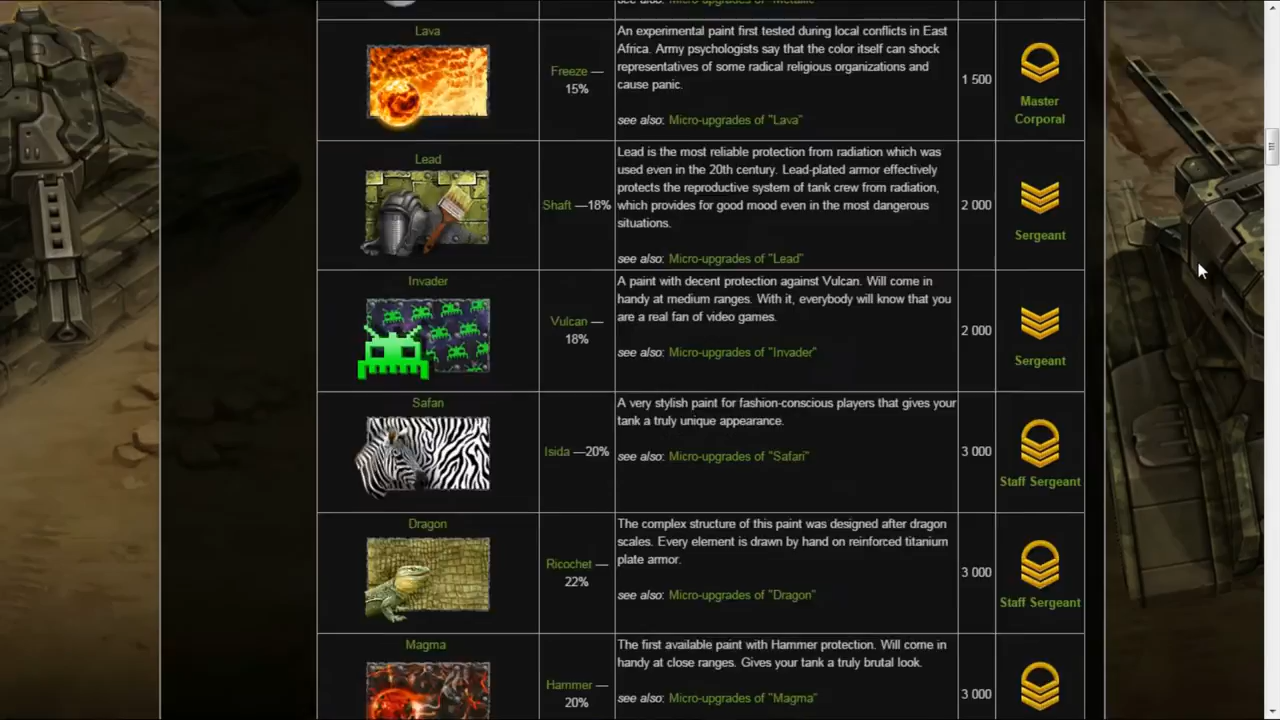 see also: Micro-upgrades of "Metallic"
Lava
Freeze —
15%
An experimental paint first tested during local conflicts in East
Africa. Army psychologists say that the color itself can shock
representatives of some radical religious organizations and
cause panic.
see also: Micro-upgrades of "Lava"
1 500
Master
Corporal
Lead
Shaft —18%
Lead is the most reliable protection from radiation which was
used even in the 20th century. Lead-plated armor effectively
protects the reproductive system of tank crew from radiation,
which provides for good mood even in the most dangerous
situations.
see also: Micro-upgrades of "Lead"
2 000
Sergeant
Invader
Vulcan —
18%
A paint with decent protection against Vulcan. Will come in
handy at medium ranges. With it, everybody will know that you
are a real fan of video games.
see also: Micro-upgrades of "Invader"
2 000
Sergeant
Safari
Isida —20%
A very stylish paint for fashion-conscious players that gives your
tank a truly unique appearance.
see also: Micro-upgrades of "Safari"
3 000
Staff Sergeant
Dragon
Ricochet —
22%
The complex structure of this paint was designed after dragon
scales. Every element is drawn by hand on reinforced titanium
plate armor.
see also: Micro-upgrades of "Dragon"
3 000
Staff Sergeant
Magma
Hammer —
20%
The first available paint with Hammer protection. Will come in
handy at close ranges. Gives your tank a truly brutal look.
see also: Micro-upgrades of "Magma"
3 000